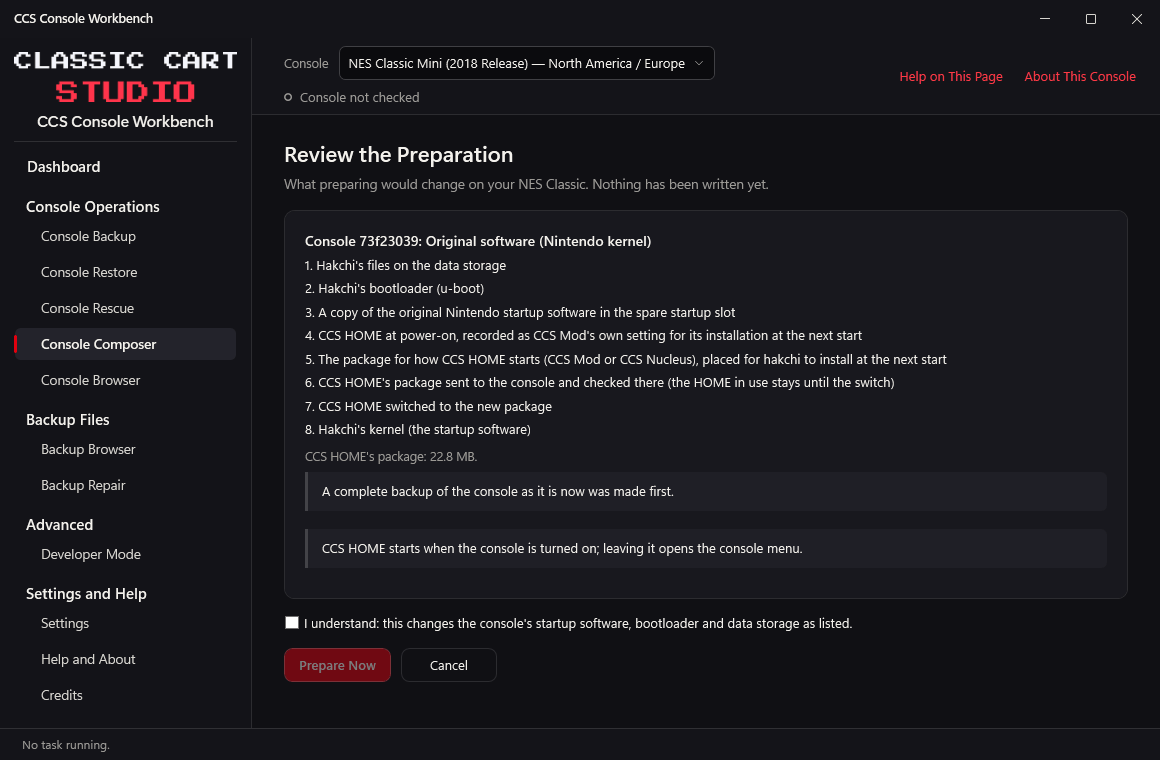 CCS Console Workbench
CLASSIC CART
STUDIO
CCS Console Workbench
Dashboard
Console Operations
Console Backup
Console Restore
Console Rescue
Console Composer
Console Browser
Backup Files
Backup Browser
Backup Repair
Advanced
Developer Mode
Settings and Help
Settings
Help and About
Credits
Console
NES Classic Mini (2018 Release) — North America / Europe
Console not checked
Help on This Page
About This Console
Review the Preparation
What preparing would change on your NES Classic. Nothing has been written yet.
Console 73f23039: Original software (Nintendo kernel)
1. Hakchi's files on the data storage
2. Hakchi's bootloader (u-boot)
3. A copy of the original Nintendo startup software in the spare startup slot
4. CCS HOME at power-on, recorded as CCS Mod's own setting for its installation at the next start
5. The package for how CCS HOME starts (CCS Mod or CCS Nucleus), placed for hakchi to install at the next start
6. CCS HOME's package sent to the console and checked there (the HOME in use stays until the switch)
7. CCS HOME switched to the new package
8. Hakchi's kernel (the startup software)
CCS HOME's package: 22.8 MB.
A complete backup of the console as it is now was made first.
CCS HOME starts when the console is turned on; leaving it opens the console menu.
I understand: this changes the console's startup software, bootloader and data storage as listed.
Prepare Now
Cancel
No task running.